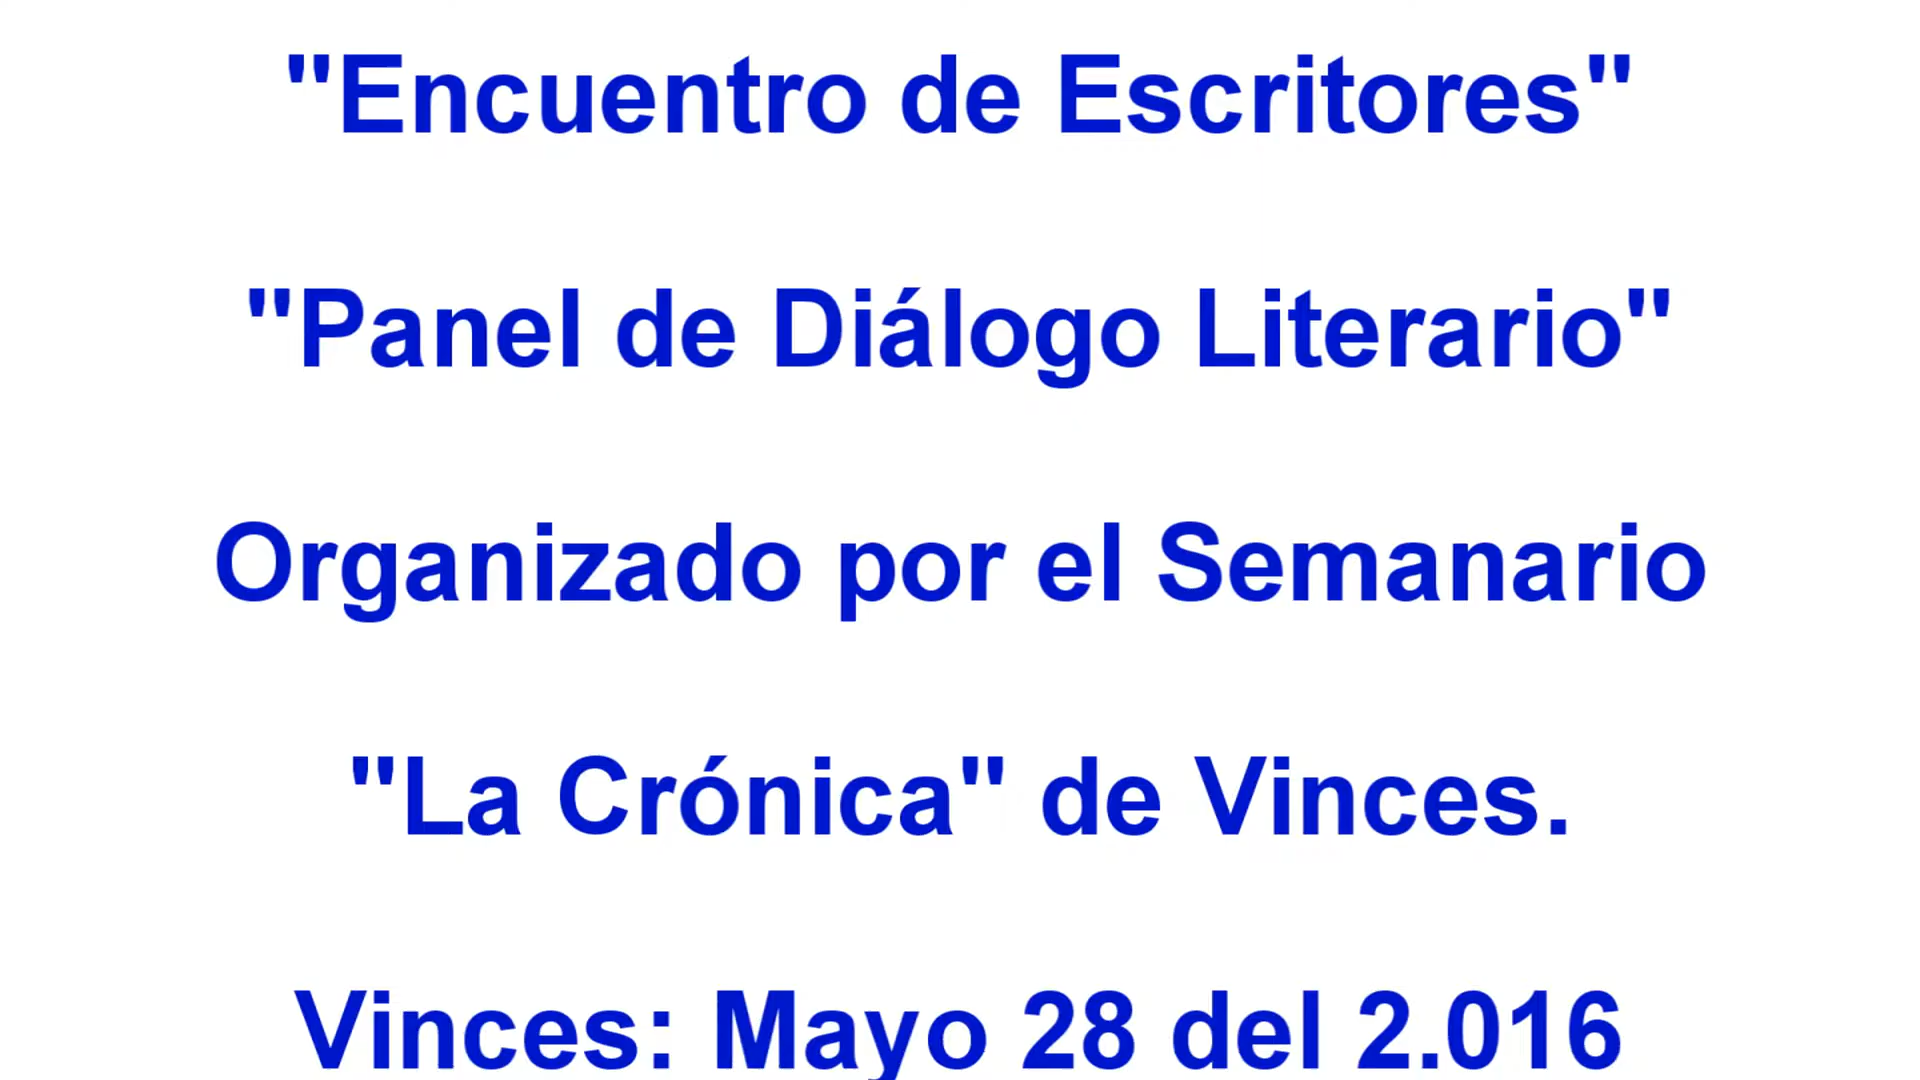 "Encuentro de Escritores"
"Panel de Diálogo Literario"
Organizado por el Semanario
"La Crónica" de Vinces.
Vinces: Mayo 28 del 2.016